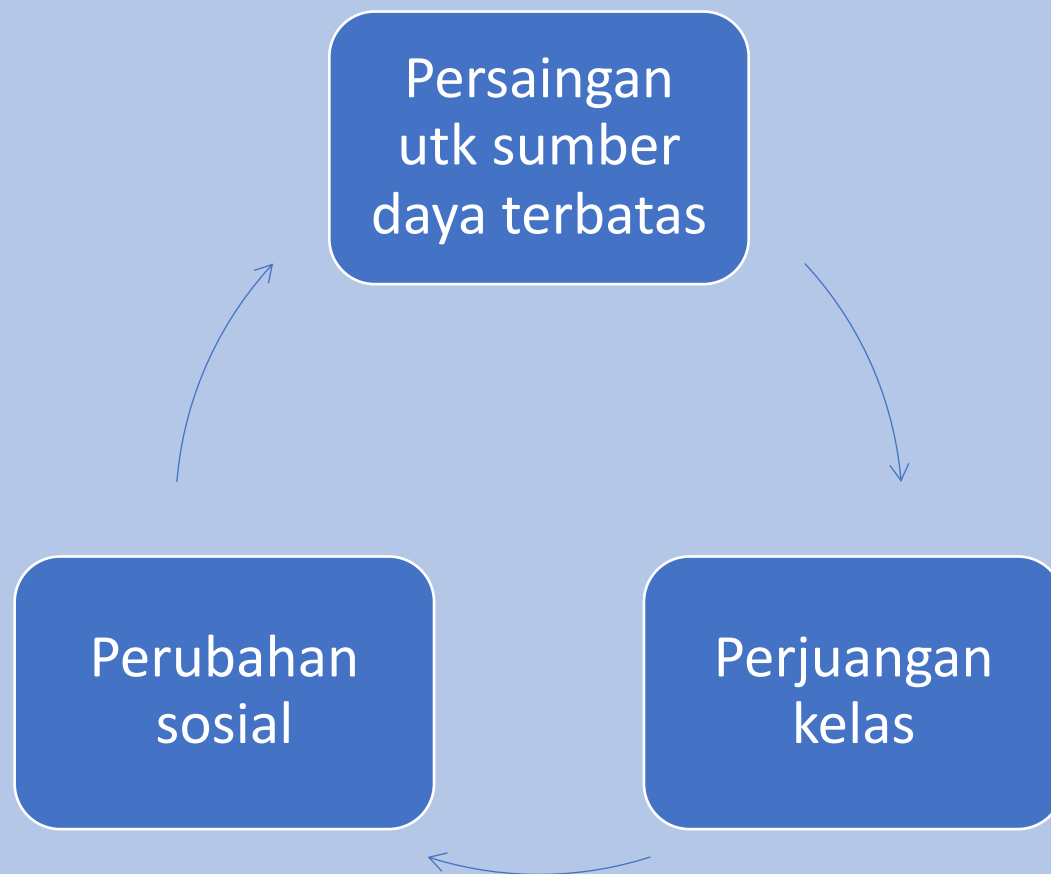 Persaingan
utk sumber
daya terbatas
Perubahan
sosial
Perjuangan
kelas